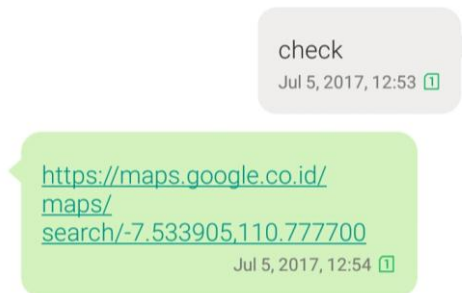 check
Jul 5, 2017, 12:53 1
https://maps.google.co.id/
maps/
search/-7.533905,110.777700
Jul 5, 2017, 12:54 1